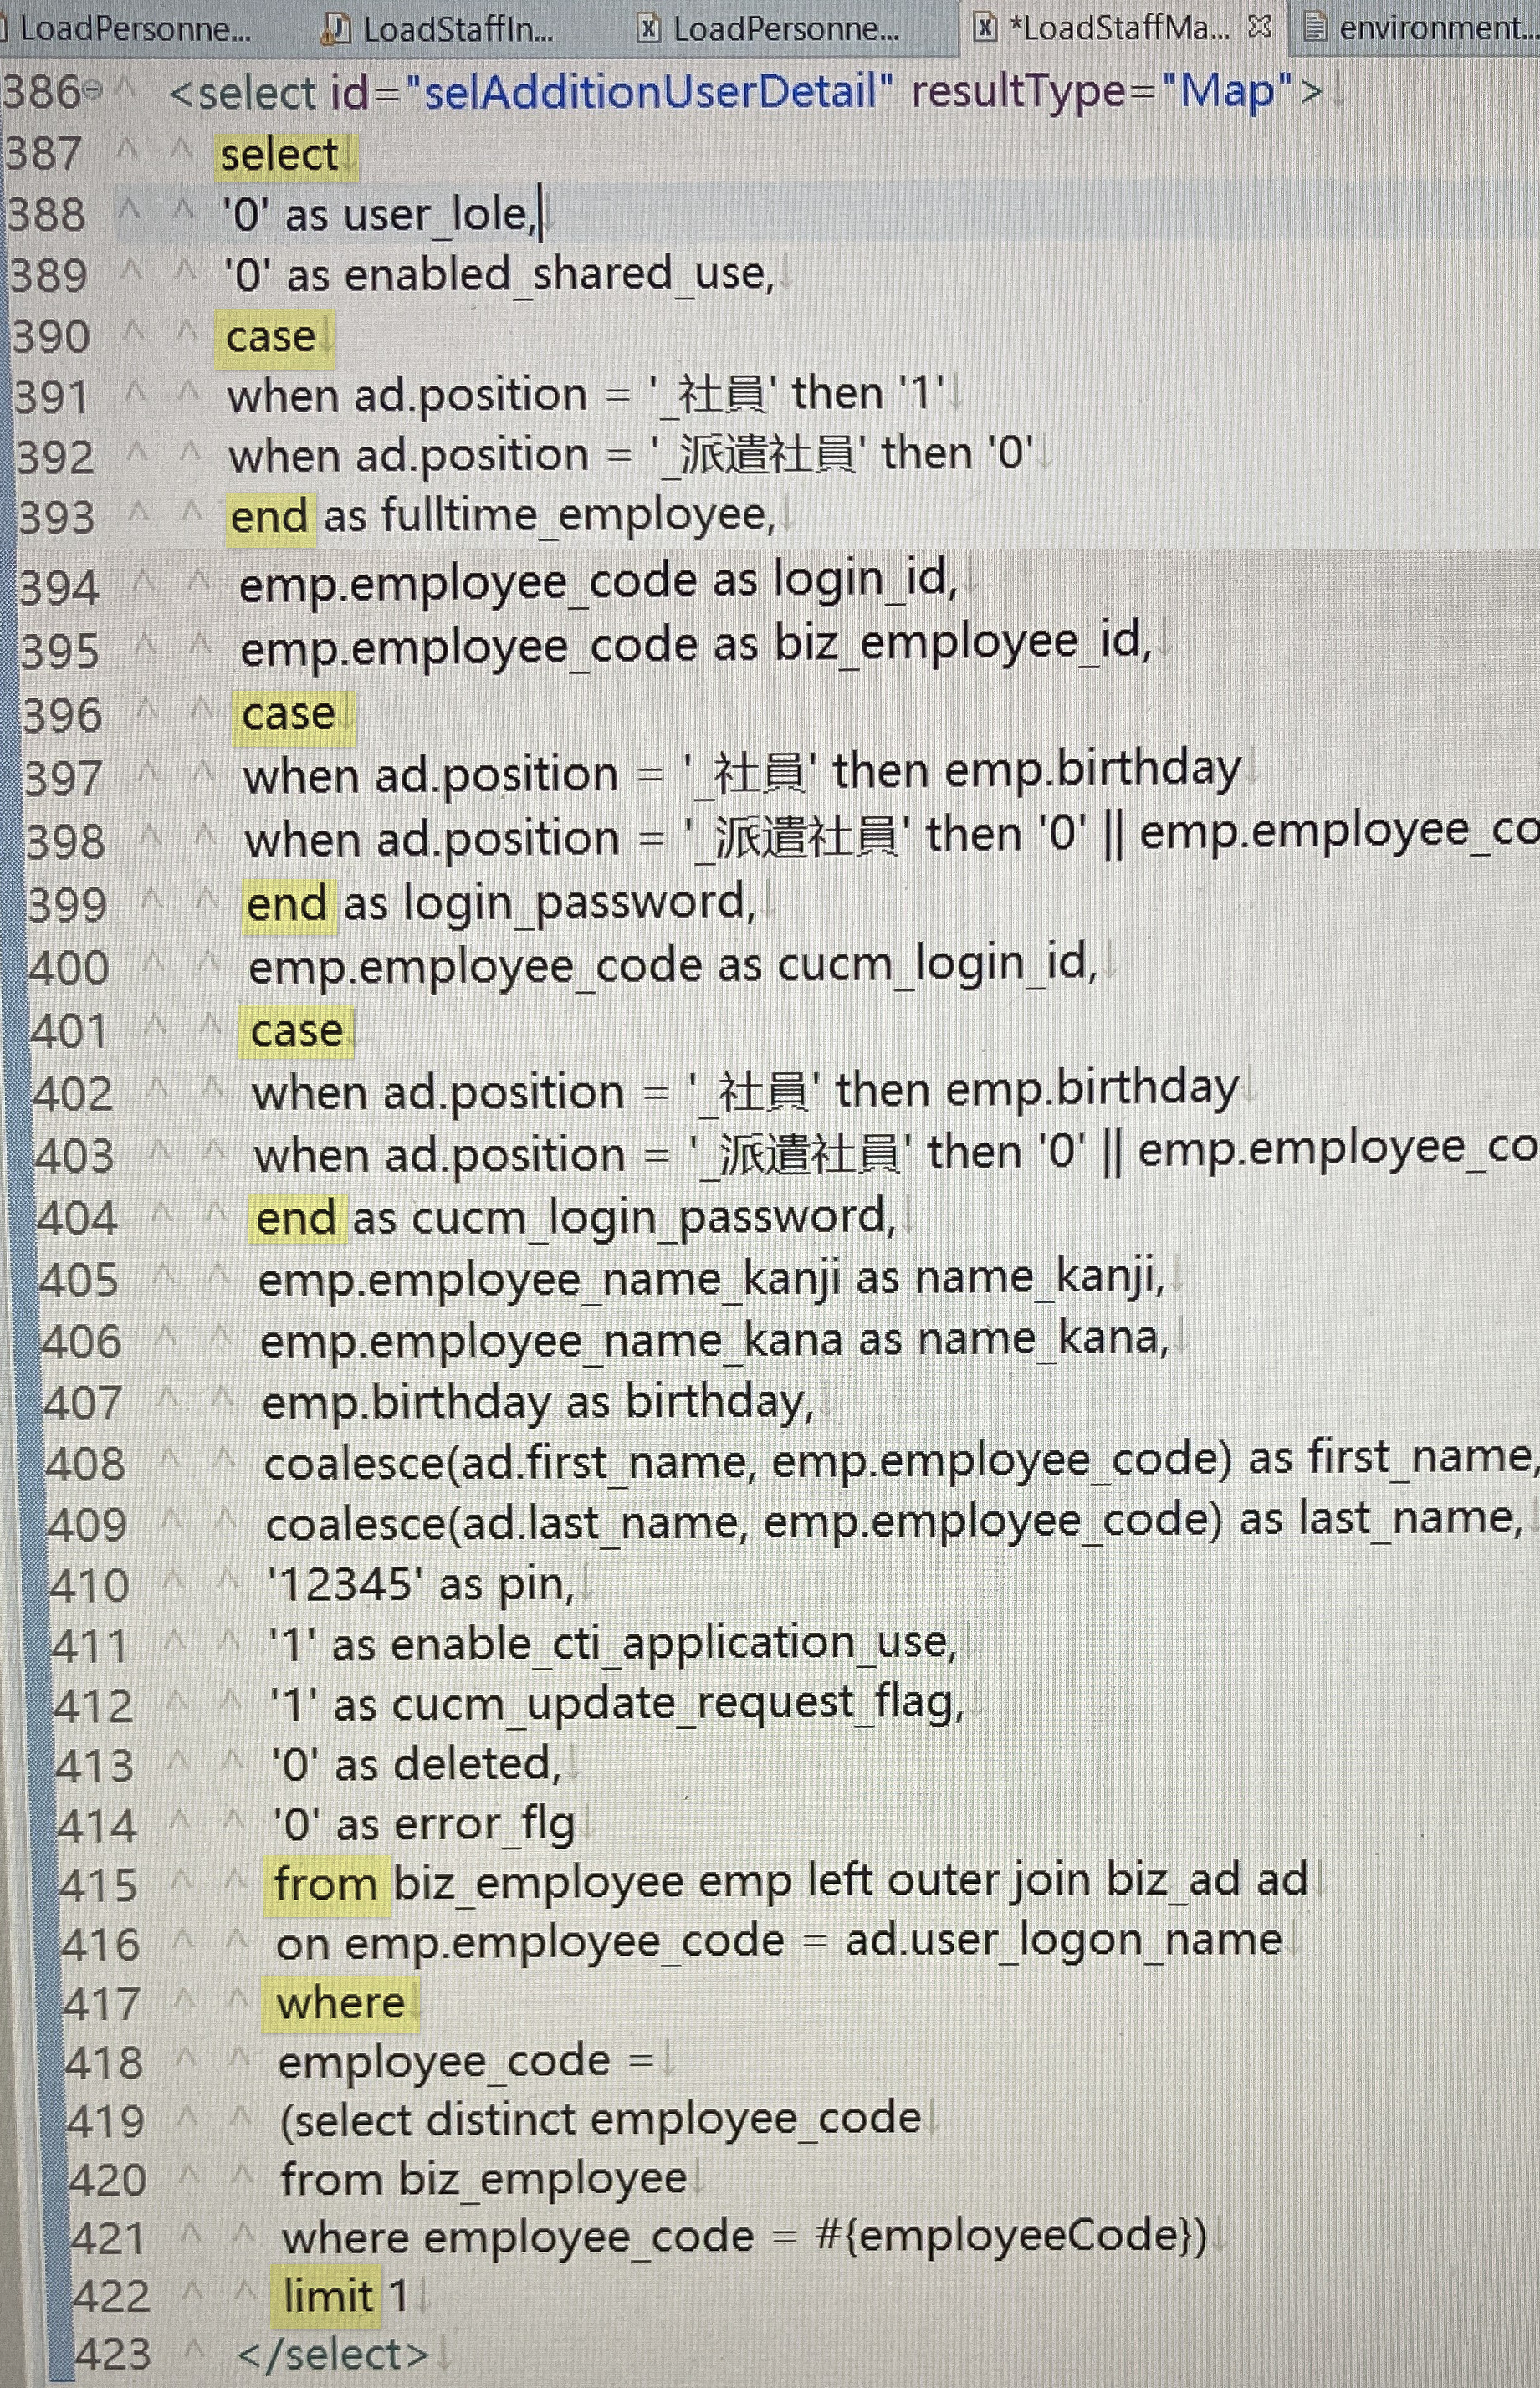 LoadPersonne...
LoadStaffIn...
LoadPersonne...
*LoadStaffMa...
environment...
386 <select id="selAdditionUserDetail" resultType="Map">
387 select
388 '0' as user_lole,
389 '0' as enabled_shared_use,
390 case
391 when ad.position = '_社員' then '1'
392 when ad.position = '_派遣社員' then '0'
393 end as fulltime_employee,
394 emp.employee_code as login_id,
395 emp.employee_code as biz_employee_id,
396 case
397 when ad.position = '_社員' then emp.birthday
398 when ad.position = '_派遣社員' then '0' || emp.employee_co
399 end as login_password,
400 emp.employee_code as cucm_login_id,
401 case
402 when ad.position = '_社員' then emp.birthday
403 when ad.position = '_派遣社員' then '0' || emp.employee_co
404 end as cucm_login_password,
405 emp.employee_name_kanji as name_kanji,
406 emp.employee_name_kana as name_kana,
407 emp.birthday as birthday,
408 coalesce(ad.first_name, emp.employee_code) as first_name,
409 coalesce(ad.last_name, emp.employee_code) as last_name,
410 '12345' as pin,
411 '1' as enable_cti_application_use,
412 '1' as cucm_update_request_flag,
413 '0' as deleted,
414 '0' as error_flg
415 from biz_employee emp left outer join biz_ad ad
416 on emp.employee_code = ad.user_logon_name
417 where
418 employee_code =
419 (select distinct employee_code
420 from biz_employee
421 where employee_code = #{employeeCode})
422 limit 1
423 </select>